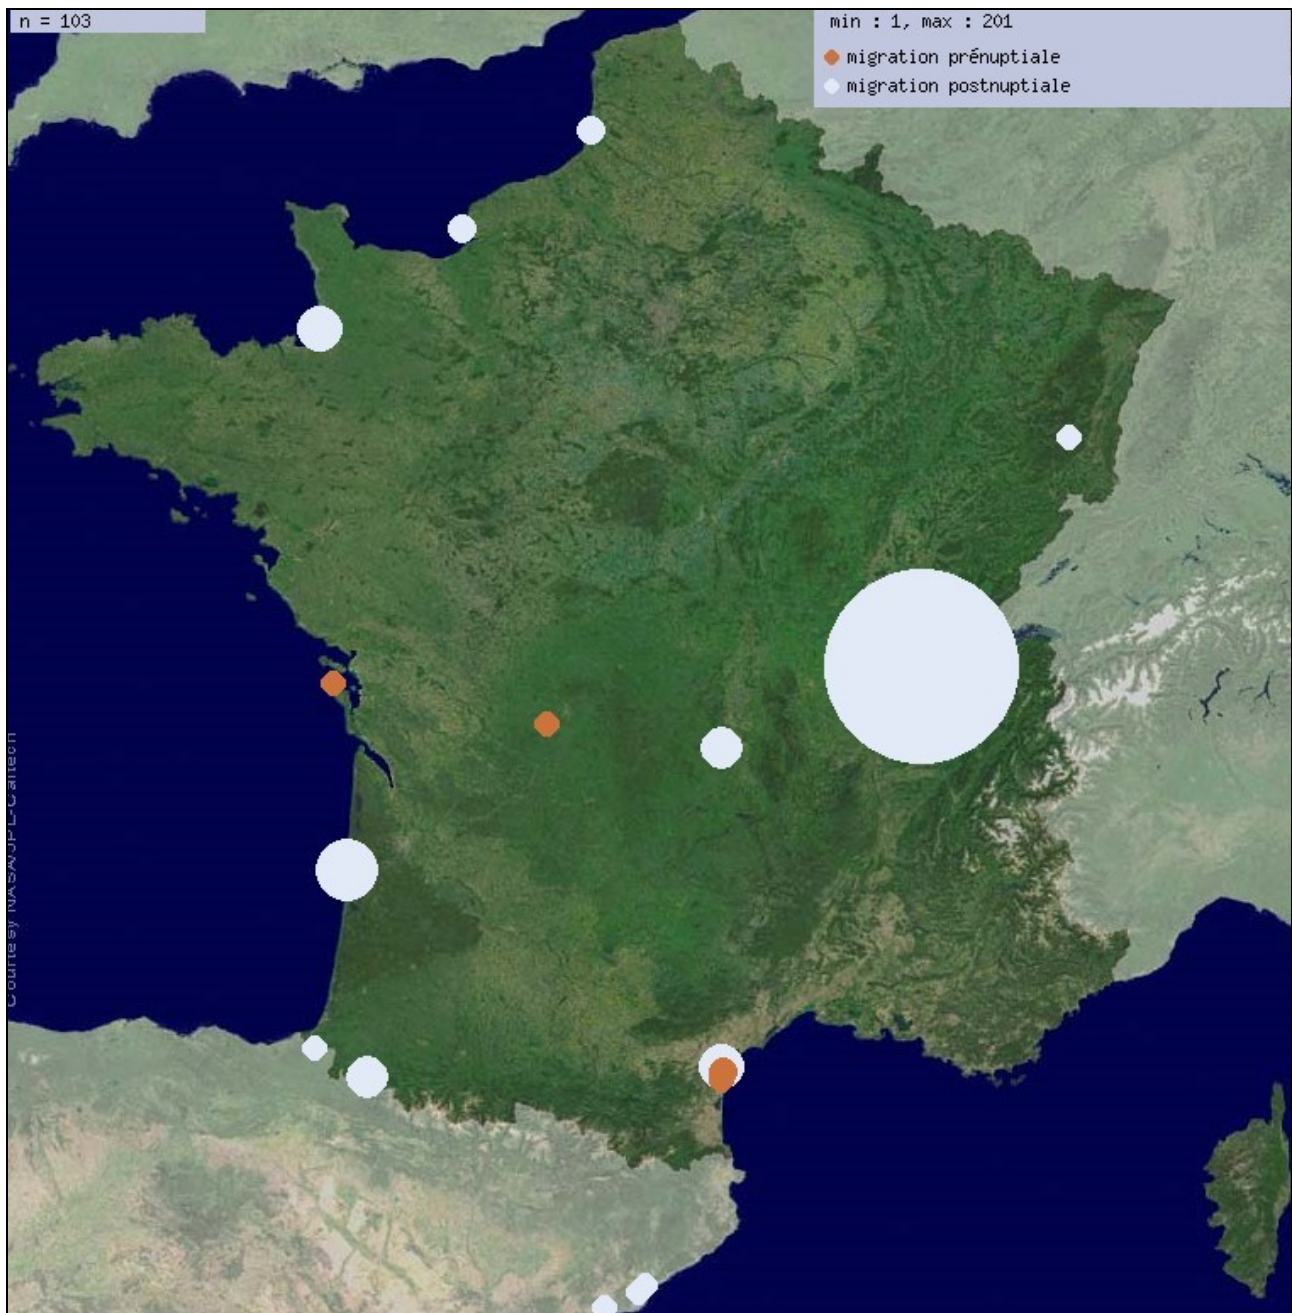 n = 103
min : 1, max : 201
migration prénuptiale
migration postnuptiale
Courtesy NASA/JPL-Caltech